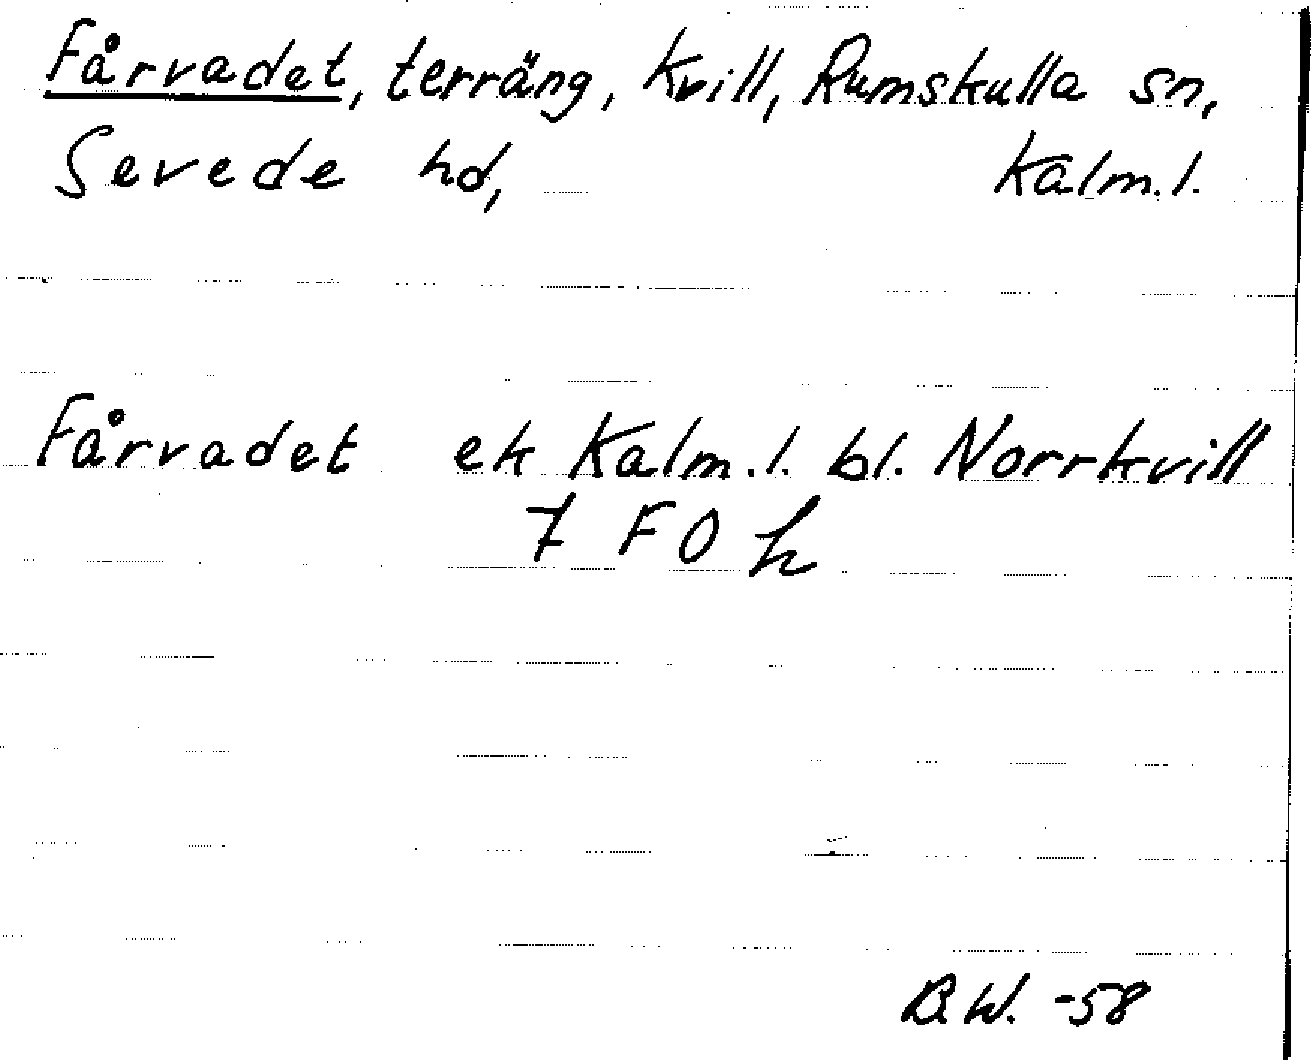 Fårvadet, terräng, Kvill, Rumskulla sn,
Sevede hd, Kalm.l.
Fårvadet ek Kalm.l. bl. Norrkvill
7 F 0 h
B.W. -58